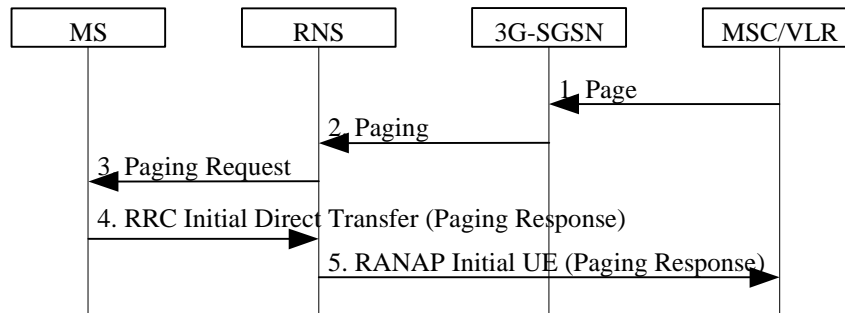 MS
RNS
3G-SGSN
MSC/VLR
1. Page
2. Paging
3. Paging Request
4. RRC Initial Direct Transfer (Paging Response)
5. RANAP Initial UE (Paging Response)